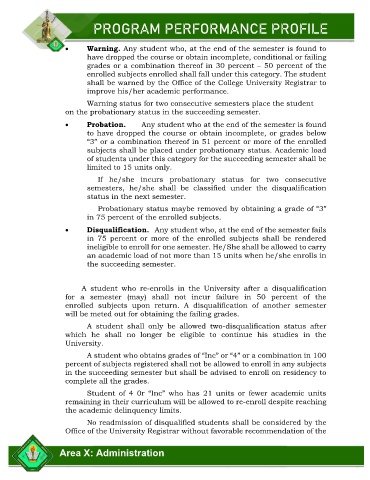 PROGRAM PERFORMANCE PROFILE
• Warning. Any student who, at the end of the semester is found to
have dropped the course or obtain incomplete, conditional or failing
grades or a combination thereof in 30 percent – 50 percent of the
enrolled subjects enrolled shall fall under this category. The student
shall be warned by the Office of the College University Registrar to
improve his/her academic performance.
Warning status for two consecutive semesters place the student
on the probationary status in the succeeding semester.
• Probation. Any student who at the end of the semester is found
to have dropped the course or obtain incomplete, or grades below
“3” or a combination thereof in 51 percent or more of the enrolled
subjects shall be placed under probationary status. Academic load
of students under this category for the succeeding semester shall be
limited to 15 units only.
If he/she incurs probationary status for two consecutive
semesters, he/she shall be classified under the disqualification
status in the next semester.
Probationary status maybe removed by obtaining a grade of “3”
in 75 percent of the enrolled subjects.
• Disqualification. Any student who, at the end of the semester fails
in 75 percent or more of the enrolled subjects shall be rendered
ineligible to enroll for one semester. He/She shall be allowed to carry
an academic load of not more than 15 units when he/she enrolls in
the succeeding semester.
A student who re-enrolls in the University after a disqualification
for a semester (may) shall not incur failure in 50 percent of the
enrolled subjects upon return. A disqualification of another semester
will be meted out for obtaining the failing grades.
A student shall only be allowed two-disqualification status after
which he shall no longer be eligible to continue his studies in the
University.
A student who obtains grades of “Inc” or “4” or a combination in 100
percent of subjects registered shall not be allowed to enroll in any subjects
in the succeeding semester but shall be advised to enroll on residency to
complete all the grades.
Student of 4 0r “Inc” who has 21 units or fewer academic units
remaining in their curriculum will be allowed to re-enroll despite reaching
the academic delinquency limits.
No readmission of disqualified students shall be considered by the
Office of the University Registrar without favorable recommendation of the
Area X: Administration